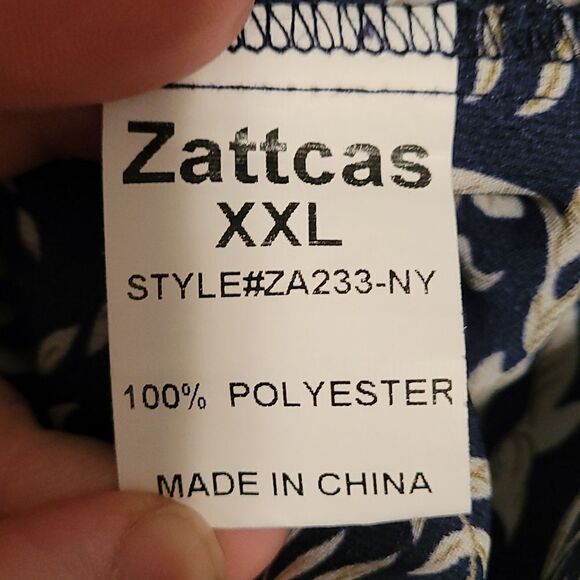 Zattcas
XXL
STYLE#ZA233-NY
100% POLYESTER
MADE IN CHINA